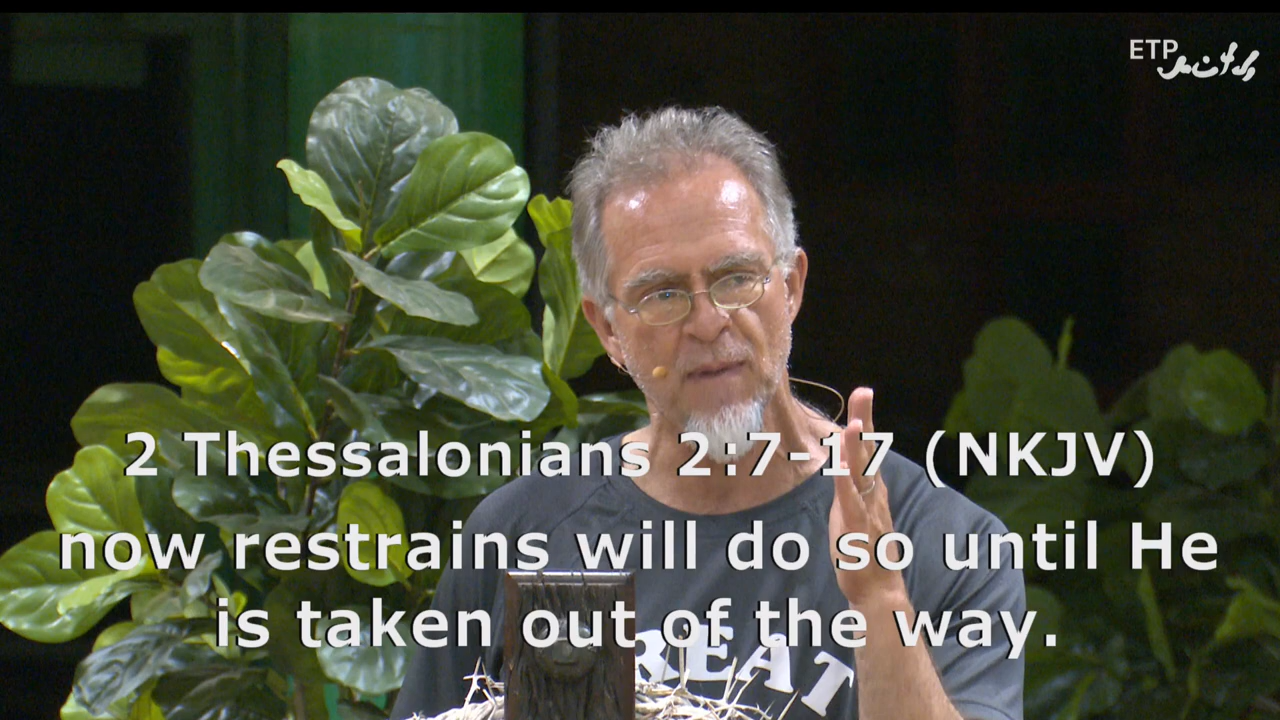 ETP
2 Thessalonians 2:7-17 (NKJV)
now restrains will do so until He
is taken out of the way.
REAT